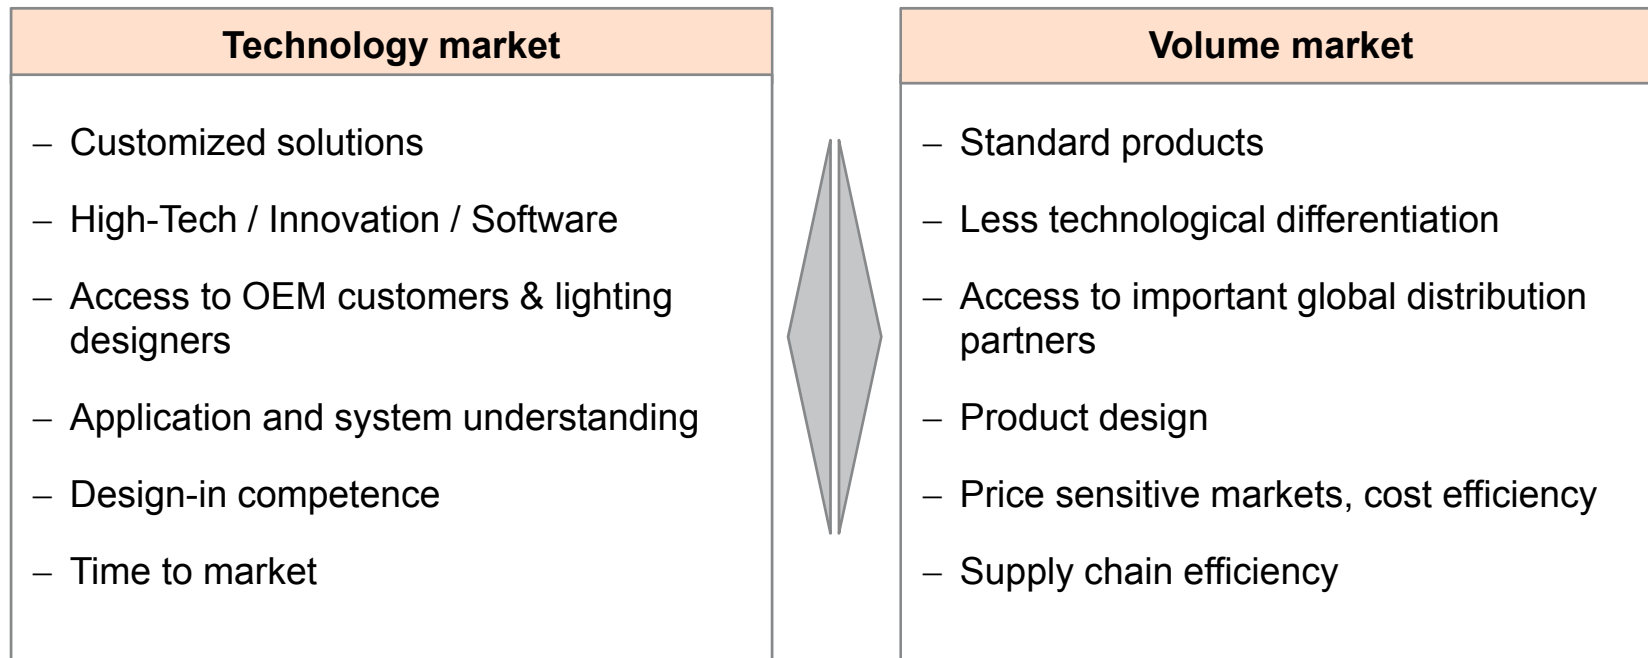 Technology market
– Customized solutions
– High-Tech / Innovation / Software
– Access to OEM customers & lighting
designers
– Application and system understanding
– Design-in competence
– Time to market
Volume market
– Standard products
– Less technological differentiation
– Access to important global distribution
partners
– Product design
– Price sensitive markets, cost efficiency
– Supply chain efficiency